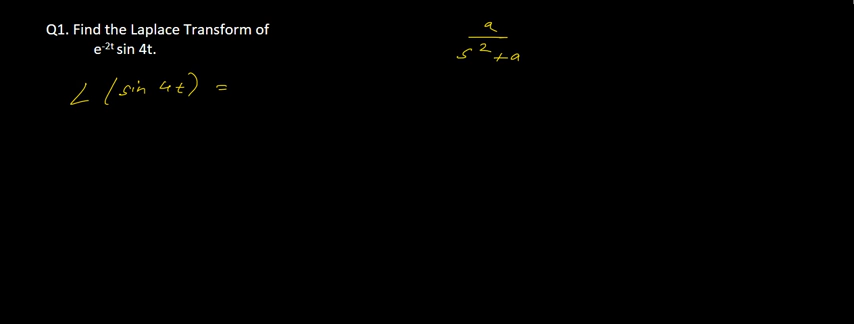 Q1. Find the Laplace Transform of
e⁻²ᵗ sin 4t.
L (sin 4t) =
a
s² + a